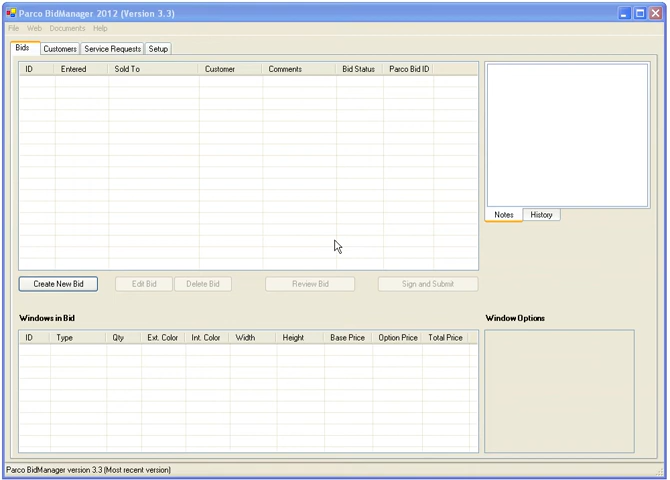 Parco BidManager 2012 (Version 3.3)
File Web Documents Help
Bids Customers Service Requests Setup
ID Entered Sold To Customer Comments Bid Status Parco Bid ID
Notes History
Create New Bid Edit Bid Delete Bid Review Bid Sign and Submit
Windows in Bid Window Options
ID Type Qty Ext. Color Int. Color Width Height Base Price Option Price Total Price
Parco BidManager version 3.3 (Most recent version)